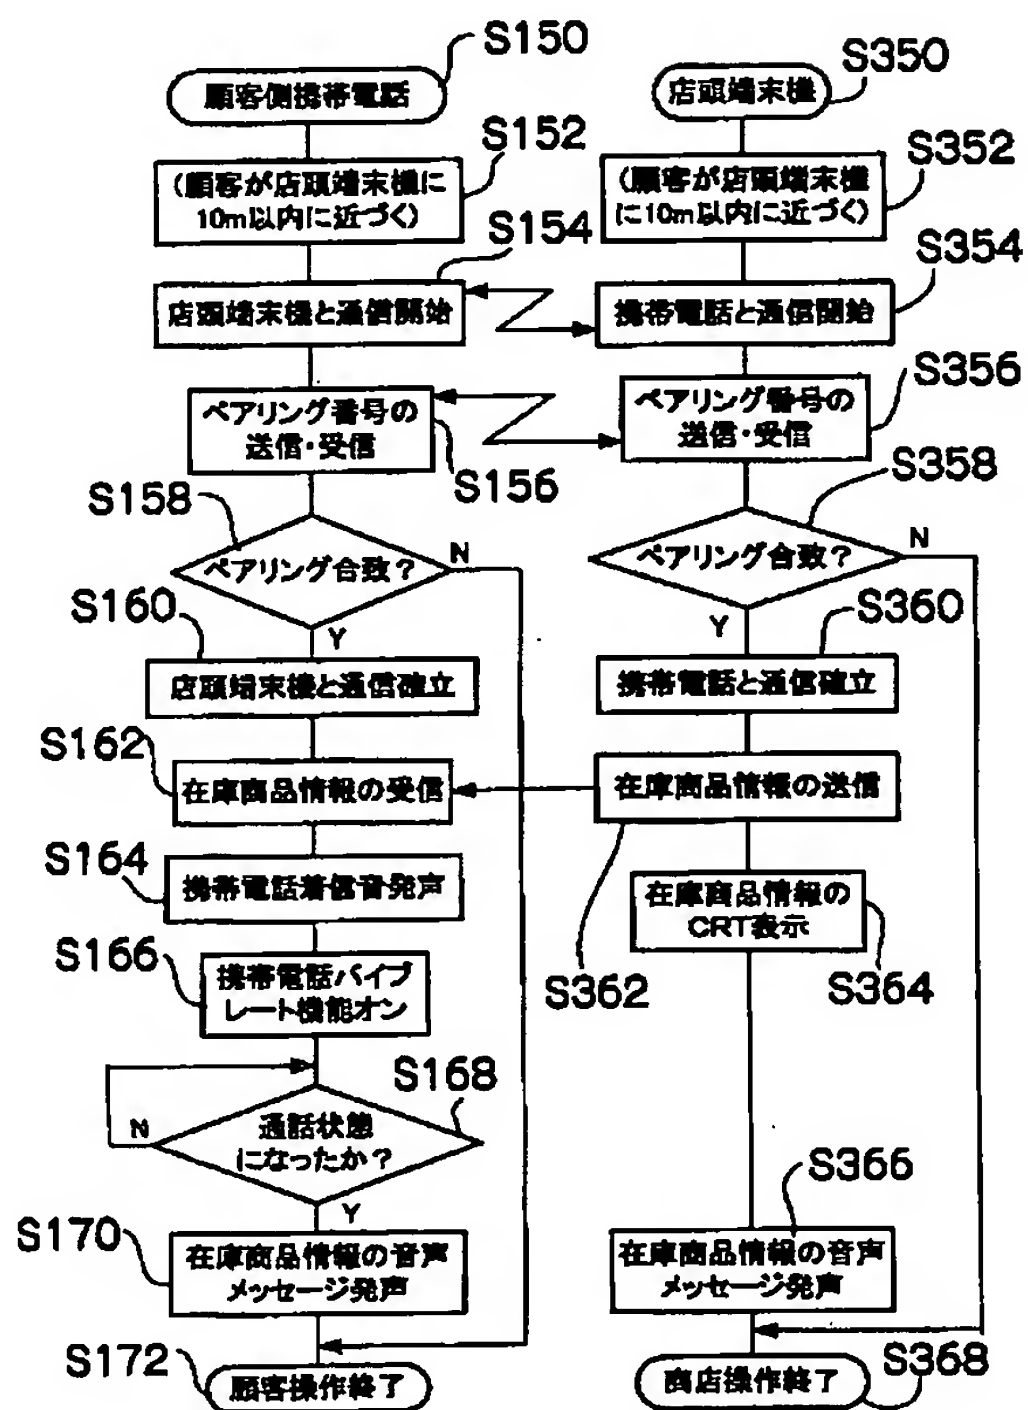 S150
顧客側携帯電話
S152
(顧客が店頭端末機に
10m以内に近づく)
S154
店頭端末機と通信開始
ペアリング番号の
送信・受信
S156
S158
ペアリング合致?
N
Y
S160
店頭端末機と通信確立
S162
在庫商品情報の受信
S164
携帯電話着信音発声
S166
携帯電話バイブ
レート機能オン
S168
通話状態
になったか?
N
Y
S170
在庫商品情報の音声
メッセージ発声
S172
顧客操作終了
S350
店頭端末機
S352
(顧客が店頭端末機
に10m以内に近づく)
S354
携帯電話と通信開始
S356
ペアリング番号の
送信・受信
S358
ペアリング合致?
N
Y
S360
携帯電話と通信確立
在庫商品情報の送信
S362
在庫商品情報の
CRT表示
S364
S366
在庫商品情報の音声
メッセージ発声
S368
商店操作終了